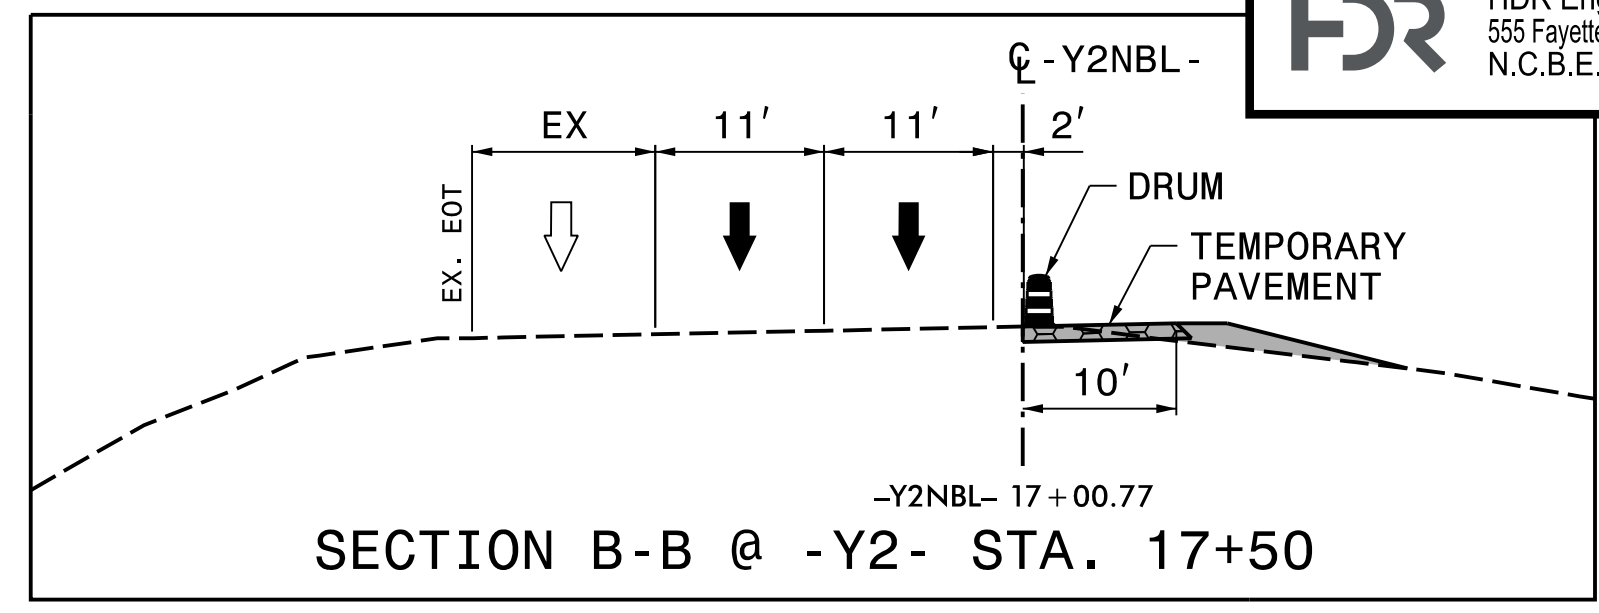 HDR
555
N.C.B.E.
℄ -Y2NBL-
EX 11' 11' 2'
EX. EOT
DRUM
TEMPORARY
PAVEMENT
10'
-Y2NBL- 17+00.77
SECTION B-B @ -Y2- STA. 17+50